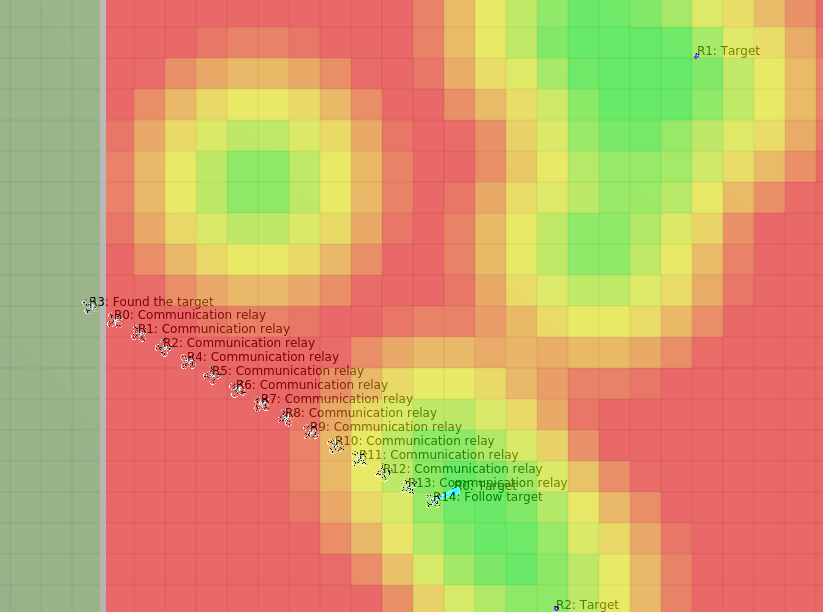 R1: Target
R3: Found the target
R0: Communication relay
R1: Communication relay
R2: Communication relay
R4: Communication relay
R5: Communication relay
R6: Communication relay
R7: Communication relay
R8: Communication relay
R9: Communication relay
R10: Communication relay
R11: Communication relay
R12: Communication relay
R13: Communication relay
R0: Target
R14: Follow target
R2: Target